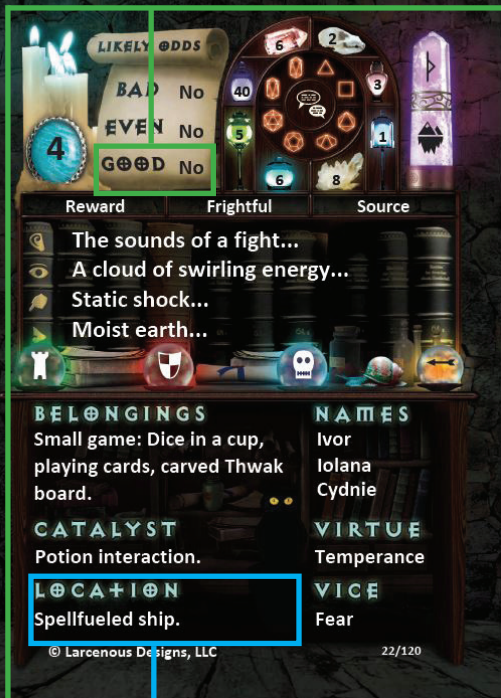 LIKELY ODDS
BAD No
EVEN No
GOOD No
4
6
2
40
3
5
1
6
8
Reward Frightful Source
The sounds of a fight...
A cloud of swirling energy...
Static shock...
Moist earth...
BELONGINGS
Small game: Dice in a cup,
playing cards, carved Thwak
board.
NAMES
Ivor
Iolana
Cydnie
CATALYST
Potion interaction.
VIRTUE
Temperance
LOCATION
Spellfueled ship.
VICE
Fear
© Larcenous Designs, LLC
22/120